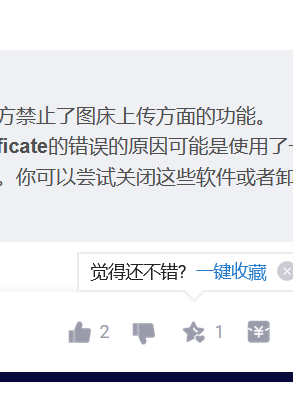 方禁止了图床上传方面的功能。
ficate的错误的原因可能是使用了
。你可以尝试关闭这些软件或者卸
觉得还不错? 一键收藏
2 1 ¥